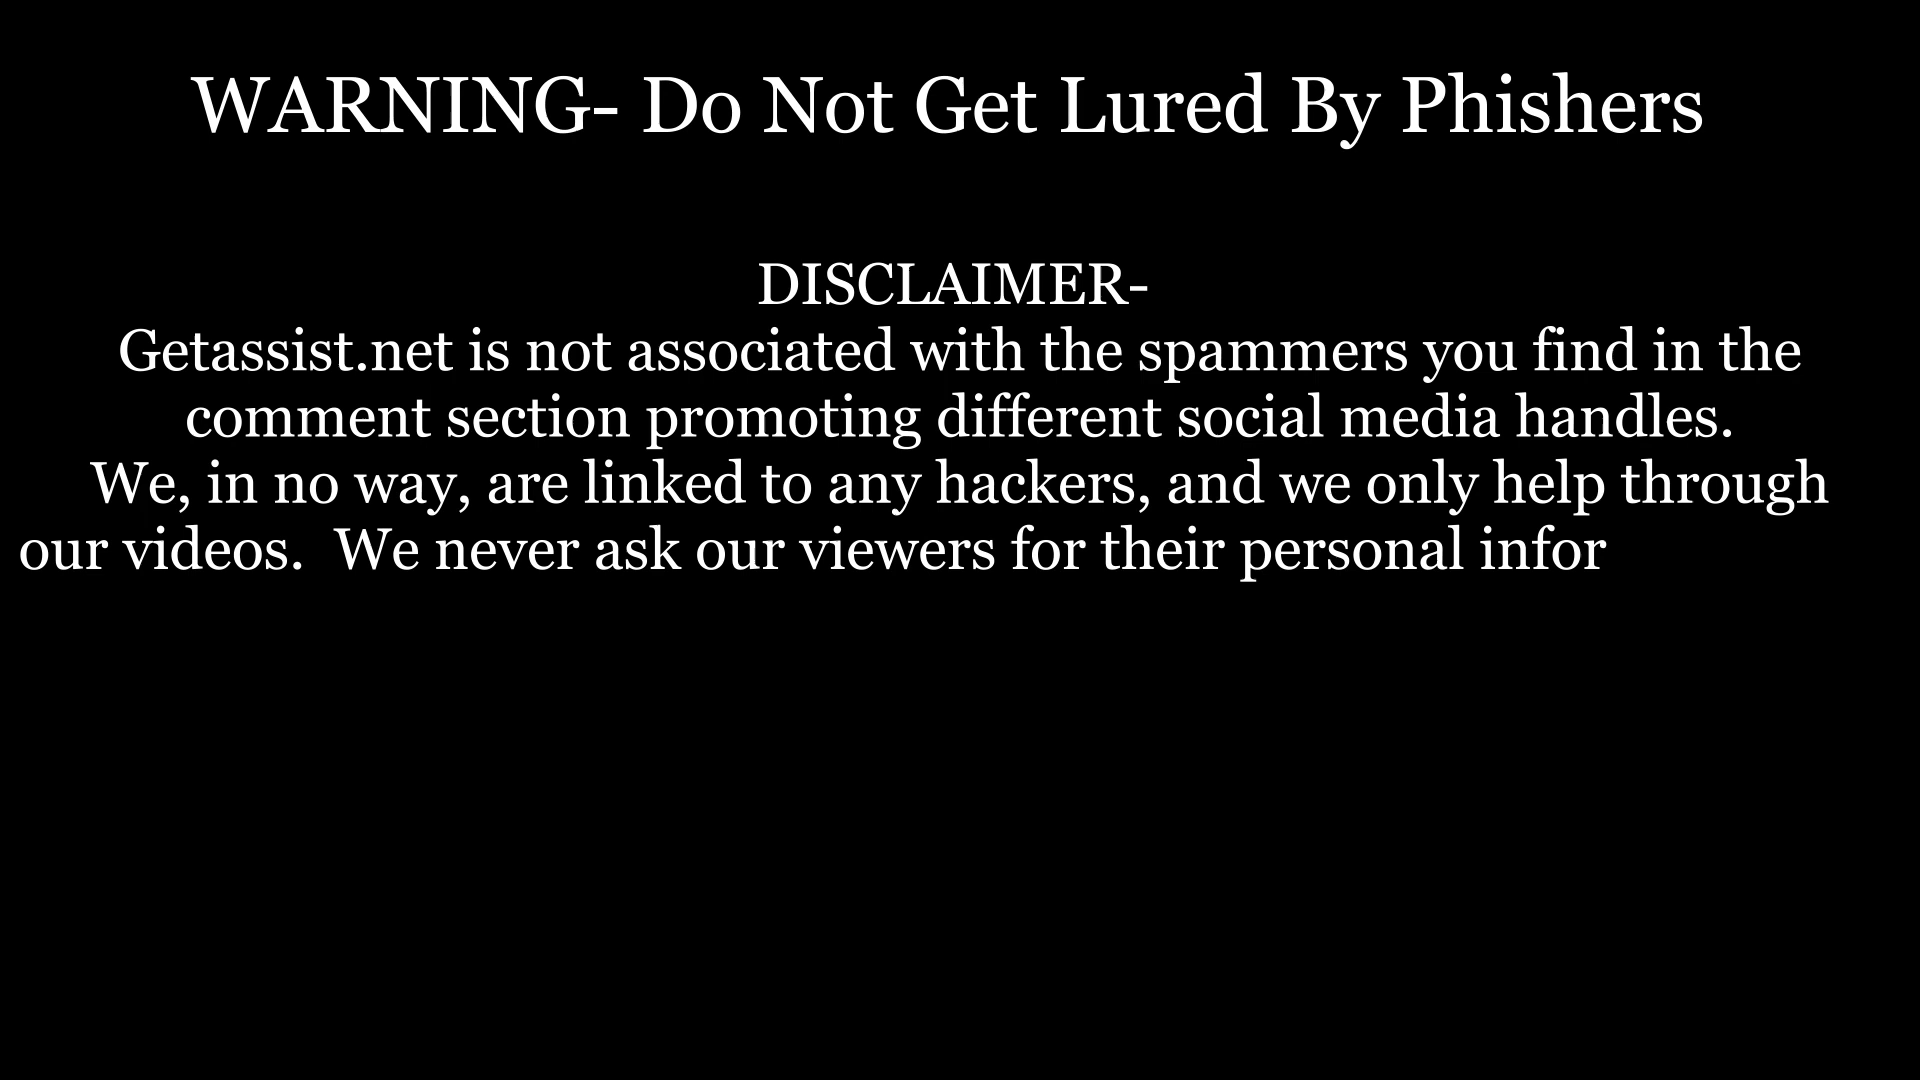 WARNING- Do Not Get Lured By Phishers
DISCLAIMER-
Getassist.net is not associated with the spammers you find in the
comment section promoting different social media handles.
We, in no way, are linked to any hackers, and we only help through
our videos.  We never ask our viewers for their personal infor